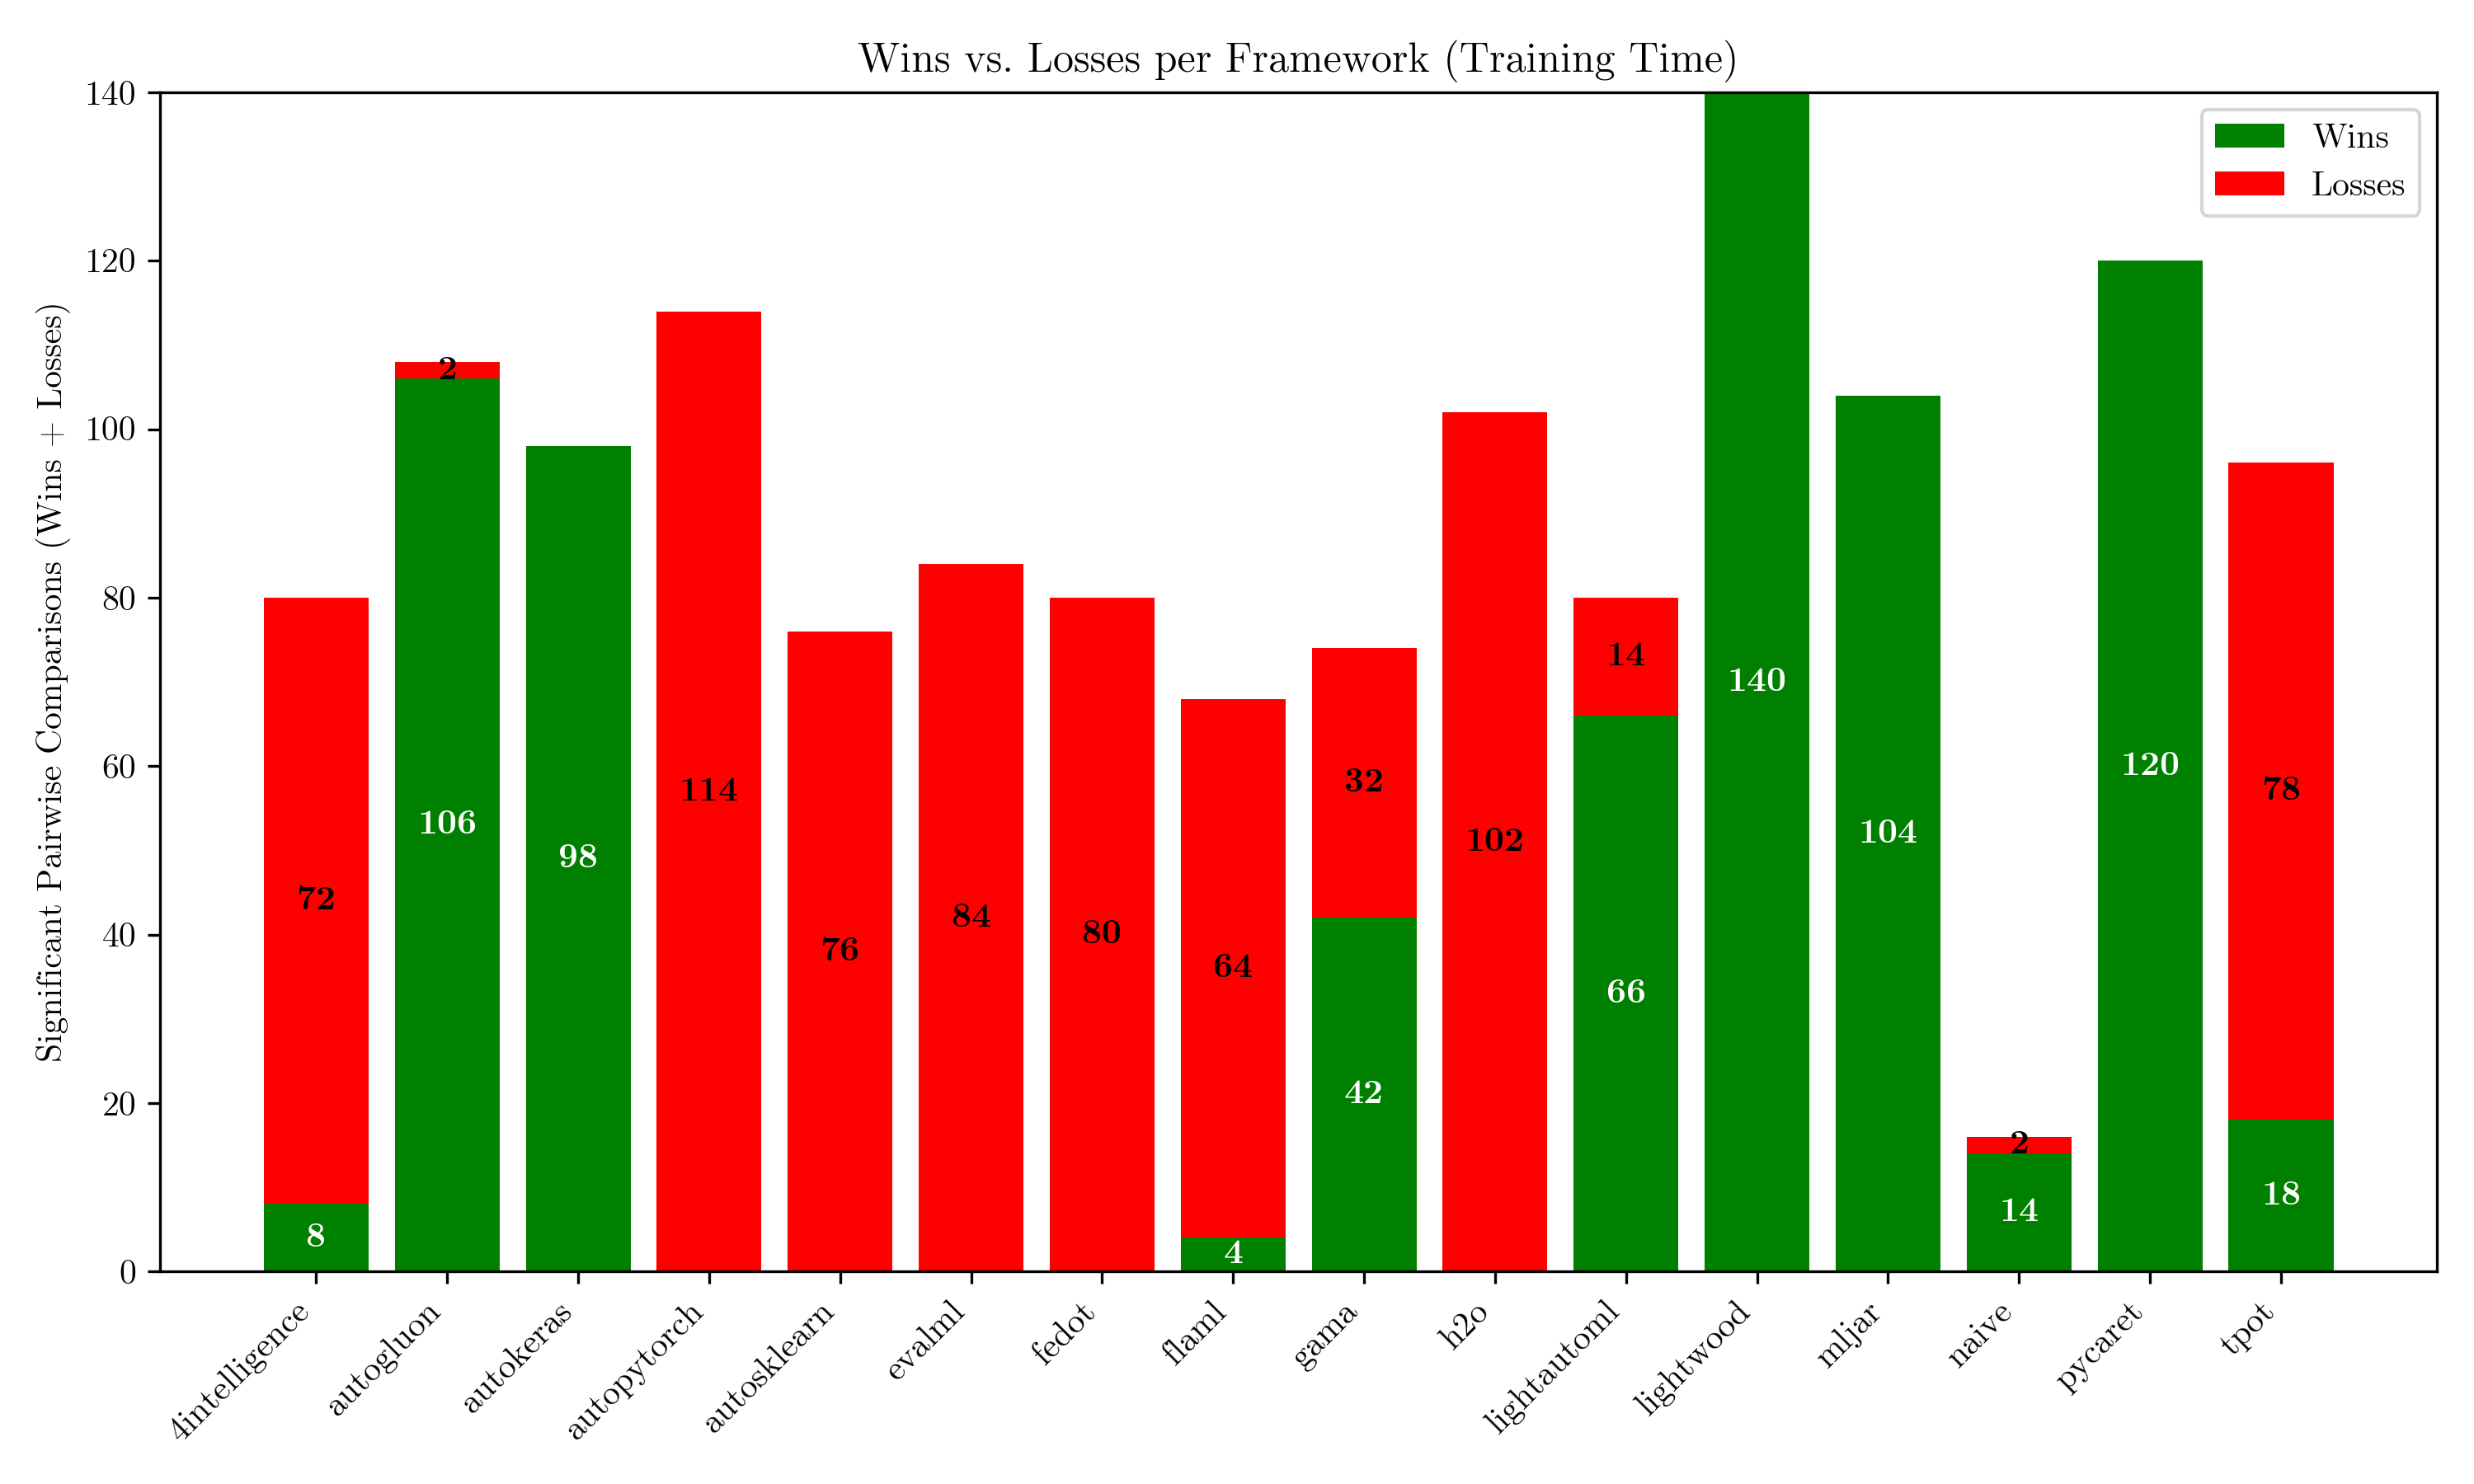 Wins vs. Losses per Framework (Training Time)
Significant Pairwise Comparisons (Wins + Losses)
140
120
100
80
60
40
20
0
Wins
Losses
72
8
2
106
98
114
76
84
80
64
4
32
42
102
14
66
140
104
2
14
120
78
18
4intelligence
autogluon
autokeras
autopytorch
autosklearn
evalml
fedot
flaml
gama
h2o
lightautoml
lightwood
mljar
naive
pycaret
tpot